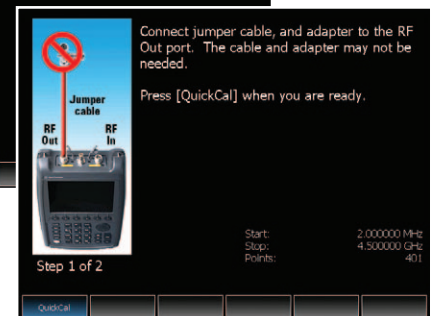 Connect jumper cable, and adapter to the RF
Out port. The cable and adapter may not be
needed.
Press [QuickCal] when you are ready.
Jumper
cable
RF
Out
RF
In
Start: 2.000000 MHz
Stop: 4.500000 GHz
Points: 401
Step 1 of 2
QuickCal